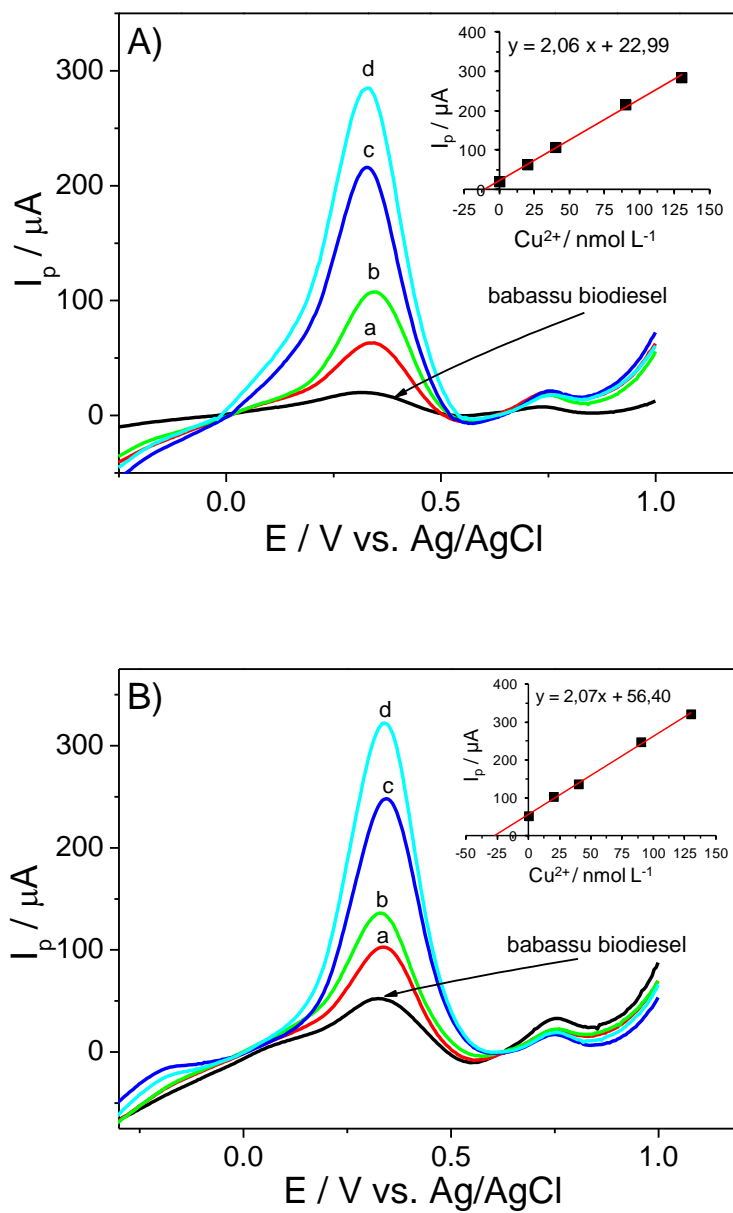 A)
y = 2,06 x + 22,99
400
300
200
100
0
-25 0 25 50 75 100 125 150
I_p / µA
Cu²⁺/ nmol L⁻¹
d
c
b
a
babassu biodiesel
300
200
100
0
I_p / µA
0.0 0.5 1.0
E / V vs. Ag/AgCl
B)
y = 2,07x + 56,40
400
300
200
100
0
-50 -25 0 25 50 75 100 125 150
I_p / µA
Cu²⁺/ nmol L⁻¹
d
c
b
a
babassu biodiesel
300
200
100
0
I_p / µA
0.0 0.5 1.0
E / V vs. Ag/AgCl